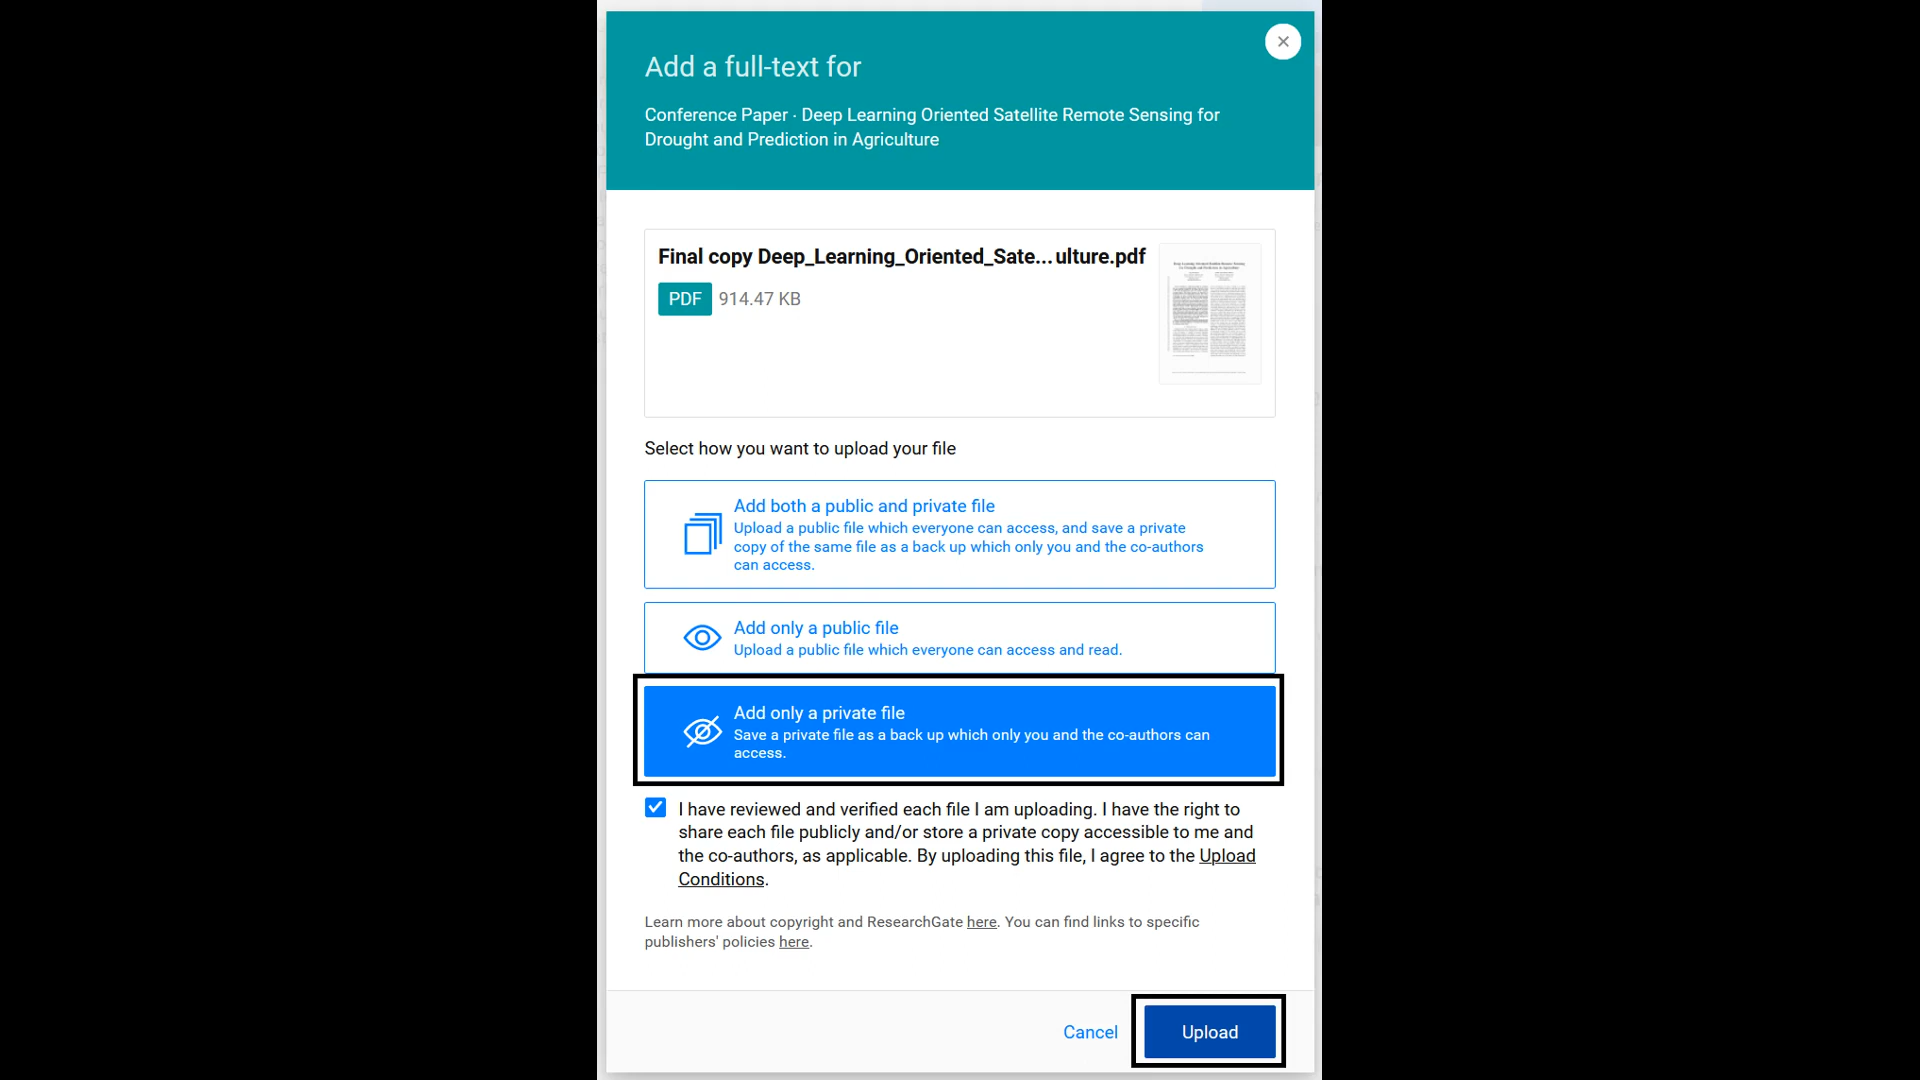 Add a full-text for
Conference Paper · Deep Learning Oriented Satellite Remote Sensing for
Drought and Prediction in Agriculture
Final copy Deep_Learning_Oriented_Sate...ulture.pdf
PDF 914.47 KB
Select how you want to upload your file
Add both a public and private file
Upload a public file which everyone can access, and save a private
copy of the same file as a back up which only you and the co-authors
can access.
Add only a public file
Upload a public file which everyone can access and read.
Add only a private file
Save a private file as a back up which only you and the co-authors can
access.
I have reviewed and verified each file I am uploading. I have the right to
share each file publicly and/or store a private copy accessible to me and
the co-authors, as applicable. By uploading this file, I agree to the Upload
Conditions.
Learn more about copyright and ResearchGate here. You can find links to specific
publishers' policies here.
Cancel Upload